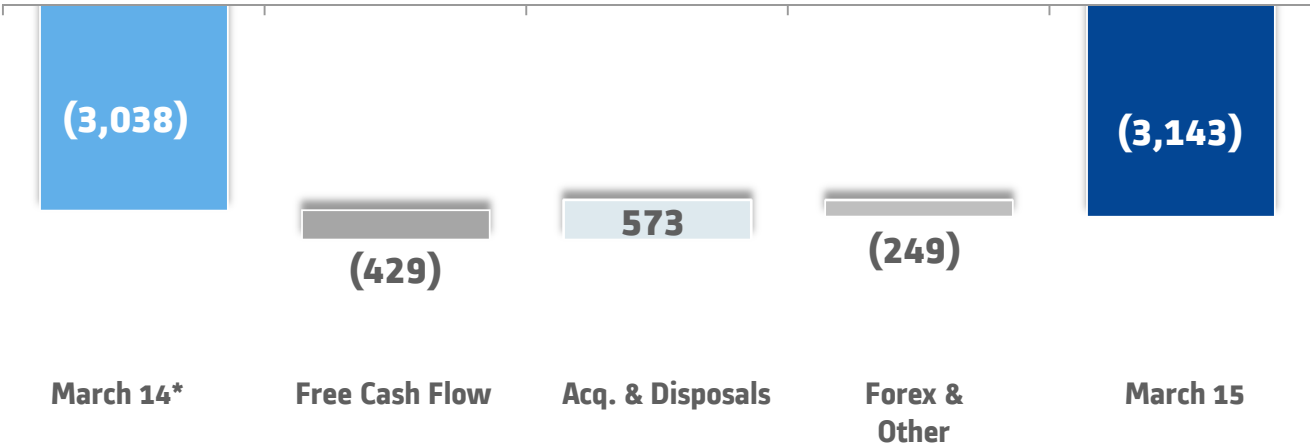 (3,038)
(3,143)
573
(429)
(249)
March 14*
Free Cash Flow
Acq. & Disposals
Forex &
Other
March 15